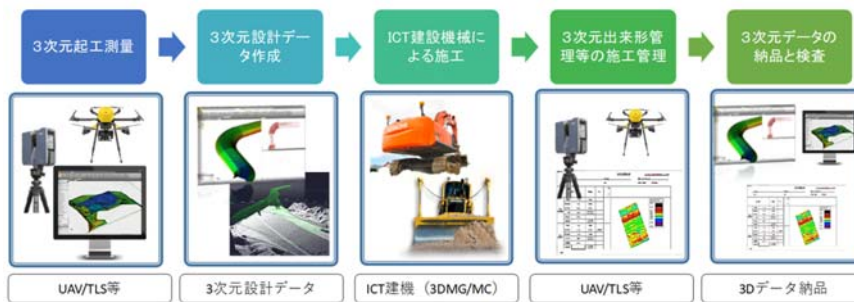 3次元起工測量
3次元設計デー
タ作成
ICT建設機械に
よる施工
3次元出来形管
理等の施工管理
3次元データの
納品と検査
UAV/TLS等
3次元設計データ
ICT建機（3DMG/MC）
UAV/TLS等
3Dデータ納品